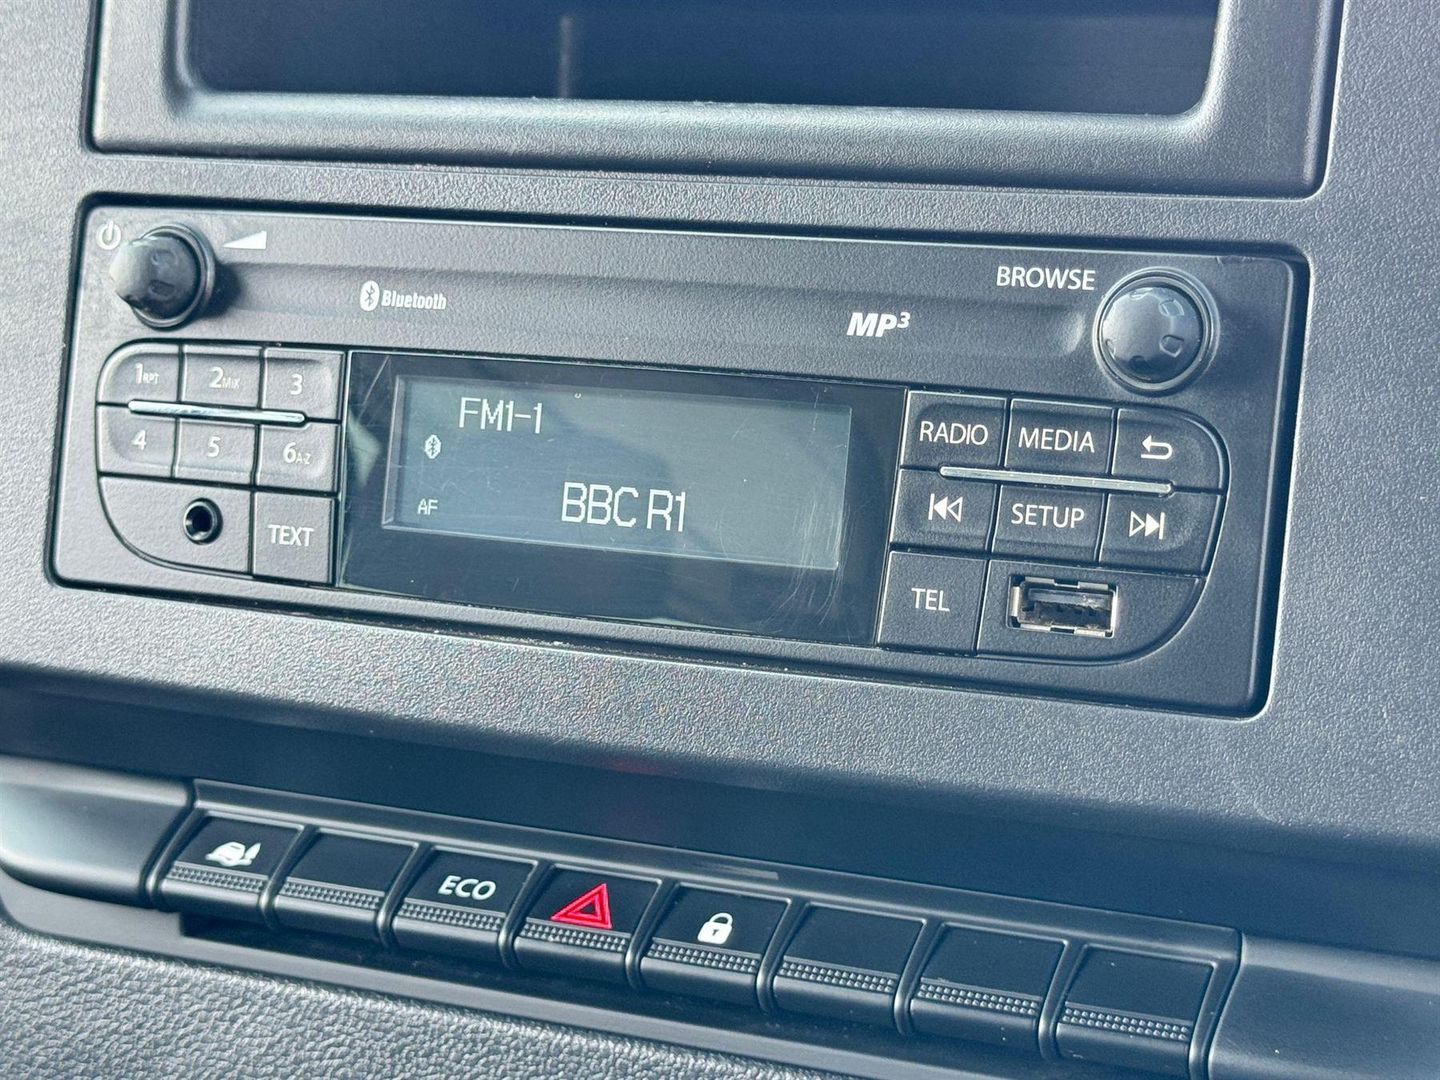 BROWSE
Bluetooth
MP3
1RPT 2MIX 3
4 5 6A-Z
TEXT
FM1-1
AF
BBC R1
RADIO MEDIA
SETUP
TEL
ECO